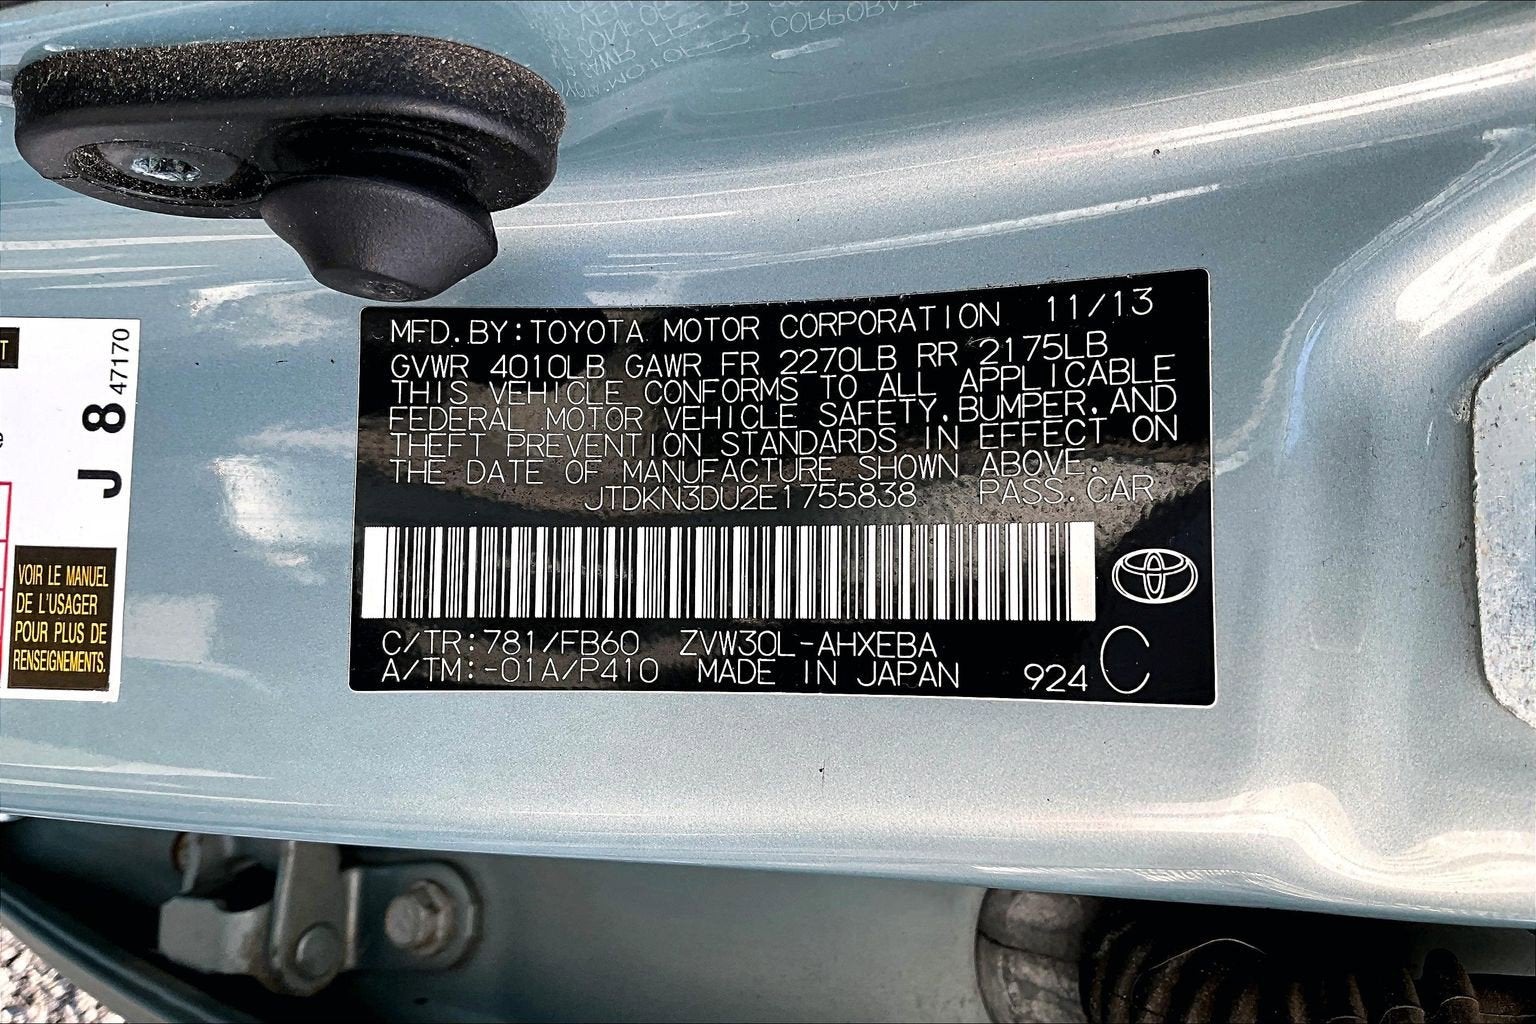 MFD. BY: TOYOTA MOTOR CORPORATION 11/13
GVWR 4010LB GAWR FR 2270LB RR 2175LB
THIS VEHICLE CONFORMS TO ALL APPLICABLE
FEDERAL MOTOR VEHICLE SAFETY, BUMPER, AND
THEFT PREVENTION STANDARDS IN EFFECT ON
THE DATE OF MANUFACTURE SHOWN ABOVE.
JTDKN3DU2E1755838 PASS. CAR
C/TR: 781/FB60 ZVW30L-AHXEBA
A/TM: -01A/P410 MADE IN JAPAN 924 C
J 8 47170
VOIR LE MANUEL
DE L'USAGER
POUR PLUS DE
RENSEIGNEMENTS.